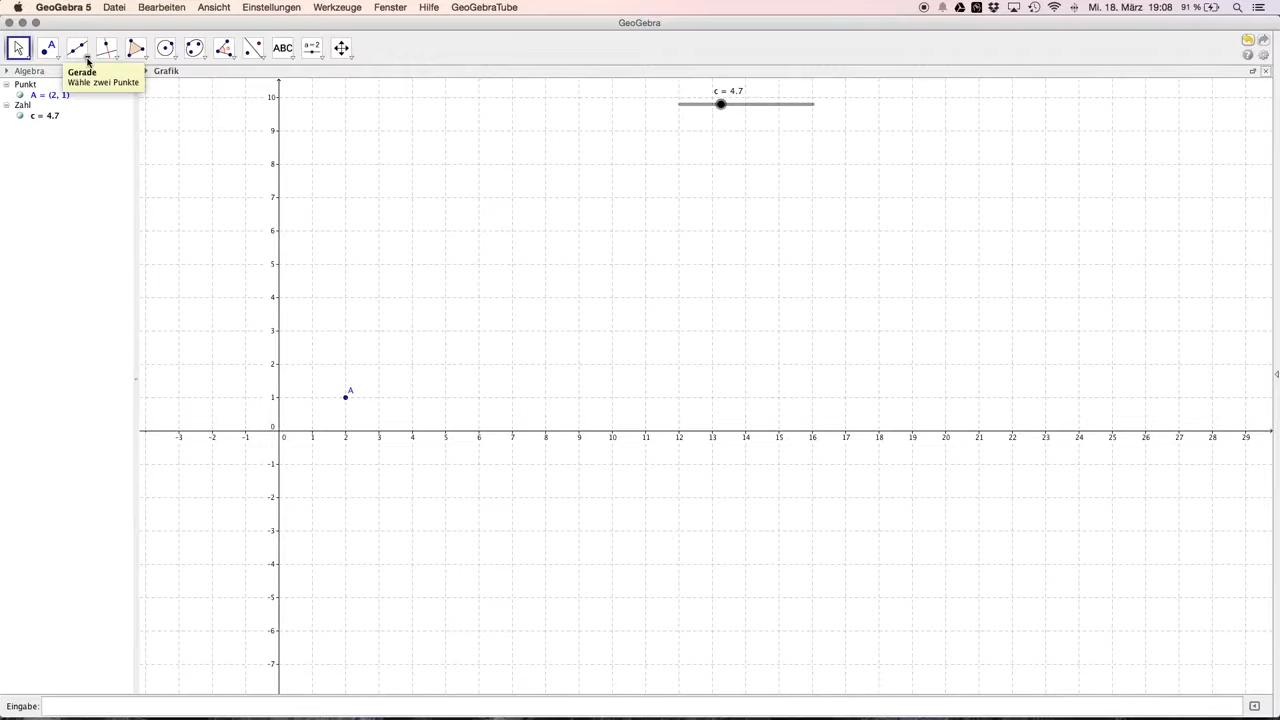 GeoGebra 5 Datei Bearbeiten Ansicht Einstellungen Werkzeuge Fenster Hilfe GeoGebraTube Mi. 18. März 19:08 91 %
GeoGebra
A ABC a=2
Gerade
Wähle zwei Punkte
Algebra Grafik
Punkt
A = (2, 1)
Zahl
c = 4.7
c = 4.7
10
9
8
7
6
5
4
3
2
A
1
0
-3 -2 -1 0 1 2 3 4 5 6 7 8 9 10 11 12 13 14 15 16 17 18 19 20 21 22 23 24 25 26 27 28 29
-1
-2
-3
-4
-5
-6
-7
Eingabe: